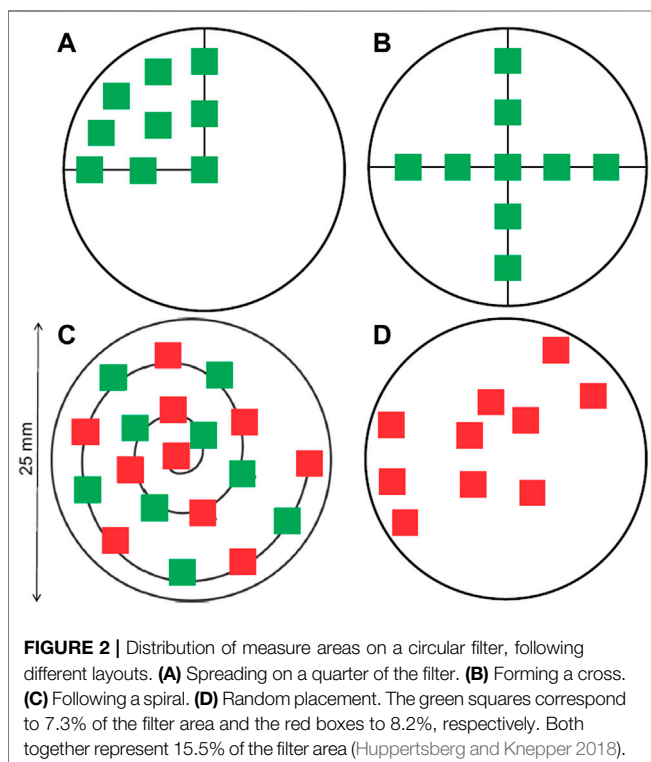 A
B
C
D
25 mm
FIGURE 2 | Distribution of measure areas on a circular filter, following
different layouts. (A) Spreading on a quarter of the filter. (B) Forming a cross.
(C) Following a spiral. (D) Random placement. The green squares correspond
to 7.3% of the filter area and the red boxes to 8.2%, respectively. Both
together represent 15.5% of the filter area (Huppertsberg and Knepper 2018).